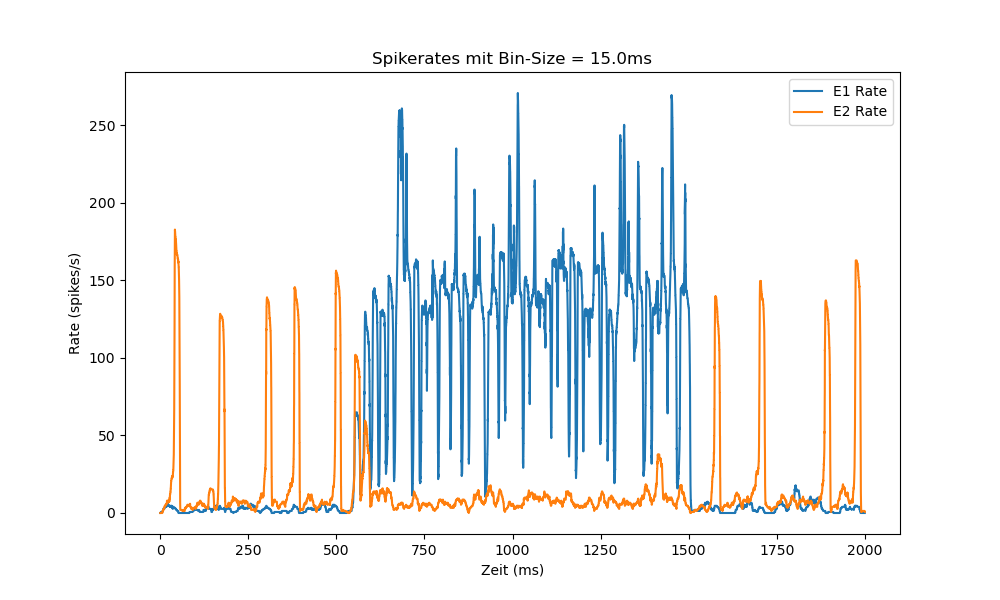 Spikerates mit Bin-Size = 15.0ms
E1 Rate
E2 Rate
250
200
150
100
50
0
Rate (spikes/s)
0 250 500 750 1000 1250 1500 1750 2000
Zeit (ms)